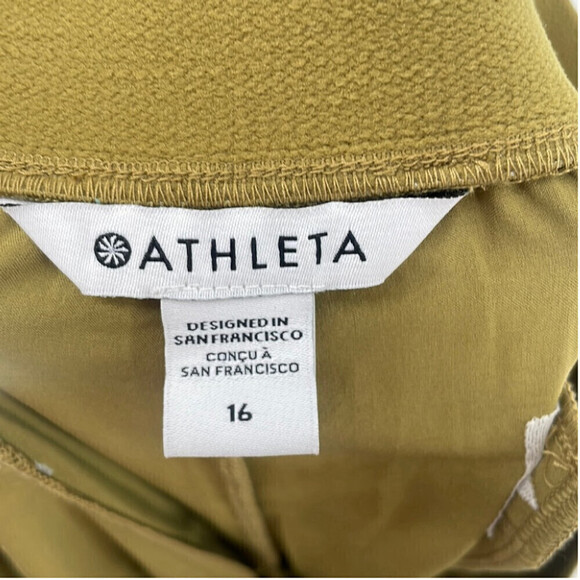 ATHLETA
DESIGNED IN
SAN FRANCISCO
CONÇU À
SAN FRANCISCO
16